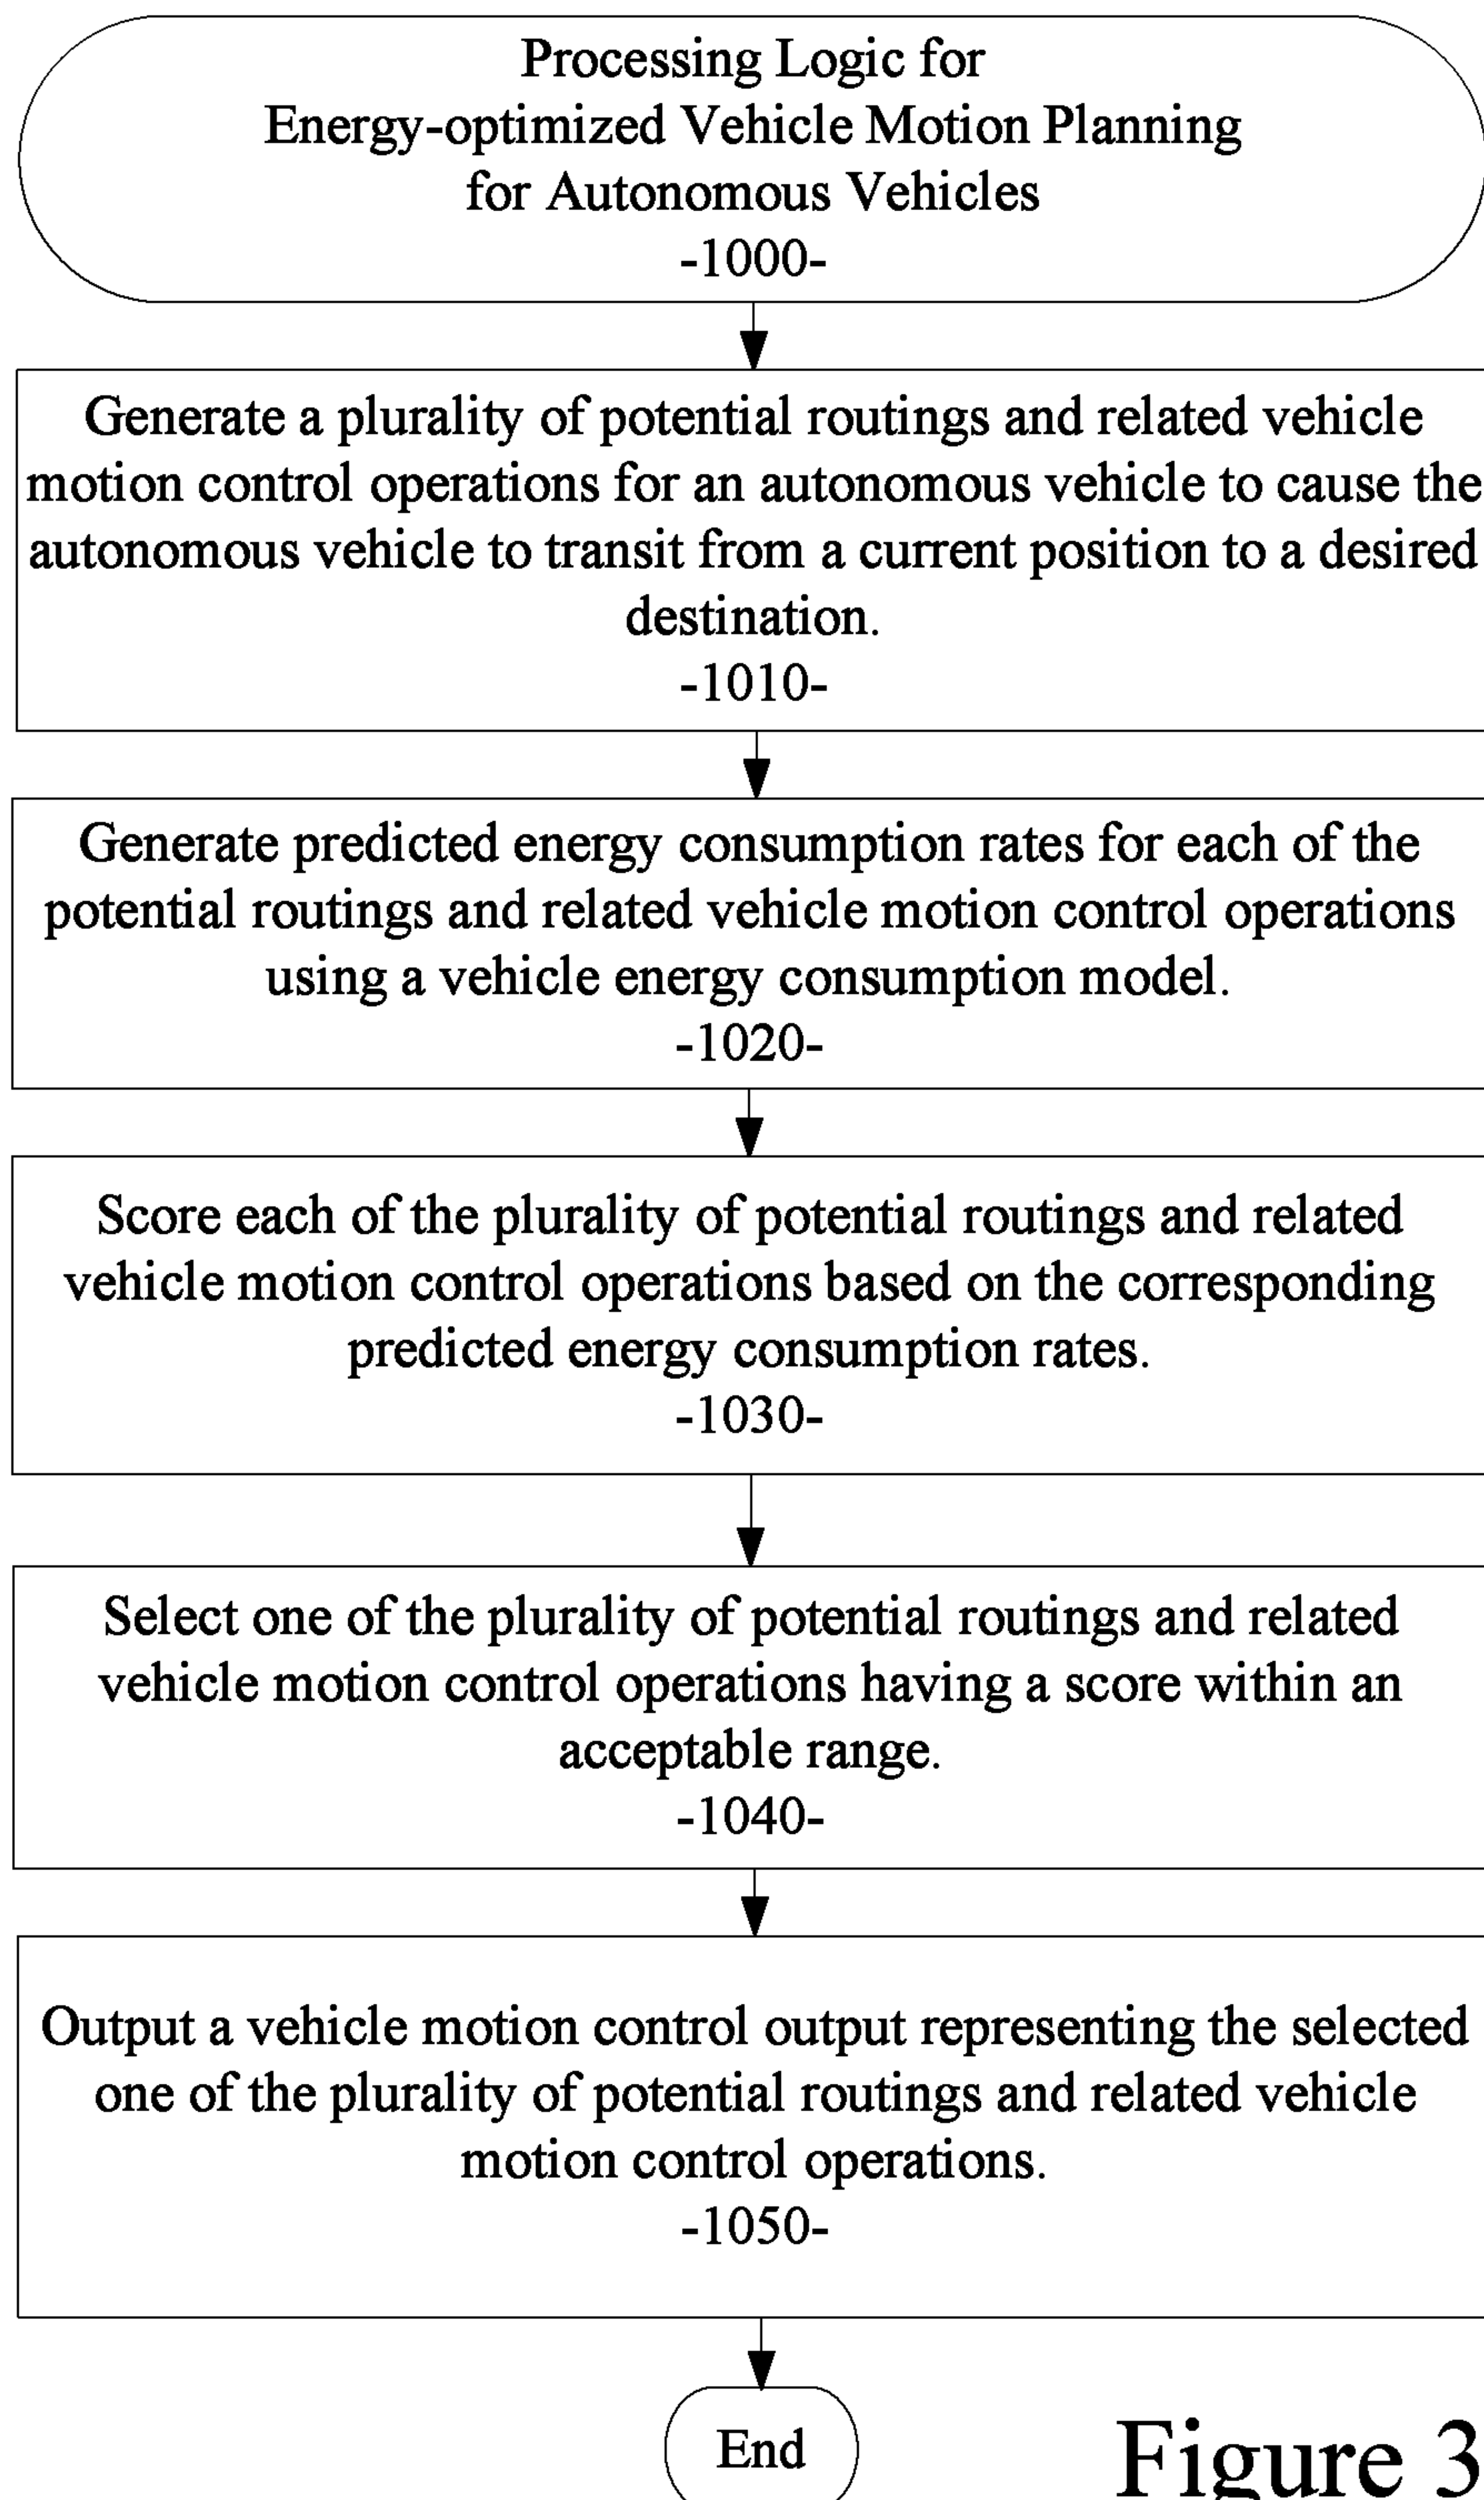 Processing Logic for
Energy-optimized Vehicle Motion Planning
for Autonomous Vehicles
-1000-
Generate a plurality of potential routings and related vehicle
motion control operations for an autonomous vehicle to cause the
autonomous vehicle to transit from a current position to a desired
destination.
-1010-
Generate predicted energy consumption rates for each of the
potential routings and related vehicle motion control operations
using a vehicle energy consumption model.
-1020-
Score each of the plurality of potential routings and related
vehicle motion control operations based on the corresponding
predicted energy consumption rates.
-1030-
Select one of the plurality of potential routings and related
vehicle motion control operations having a score within an
acceptable range.
-1040-
Output a vehicle motion control output representing the selected
one of the plurality of potential routings and related vehicle
motion control operations.
-1050-
End
Figure 3